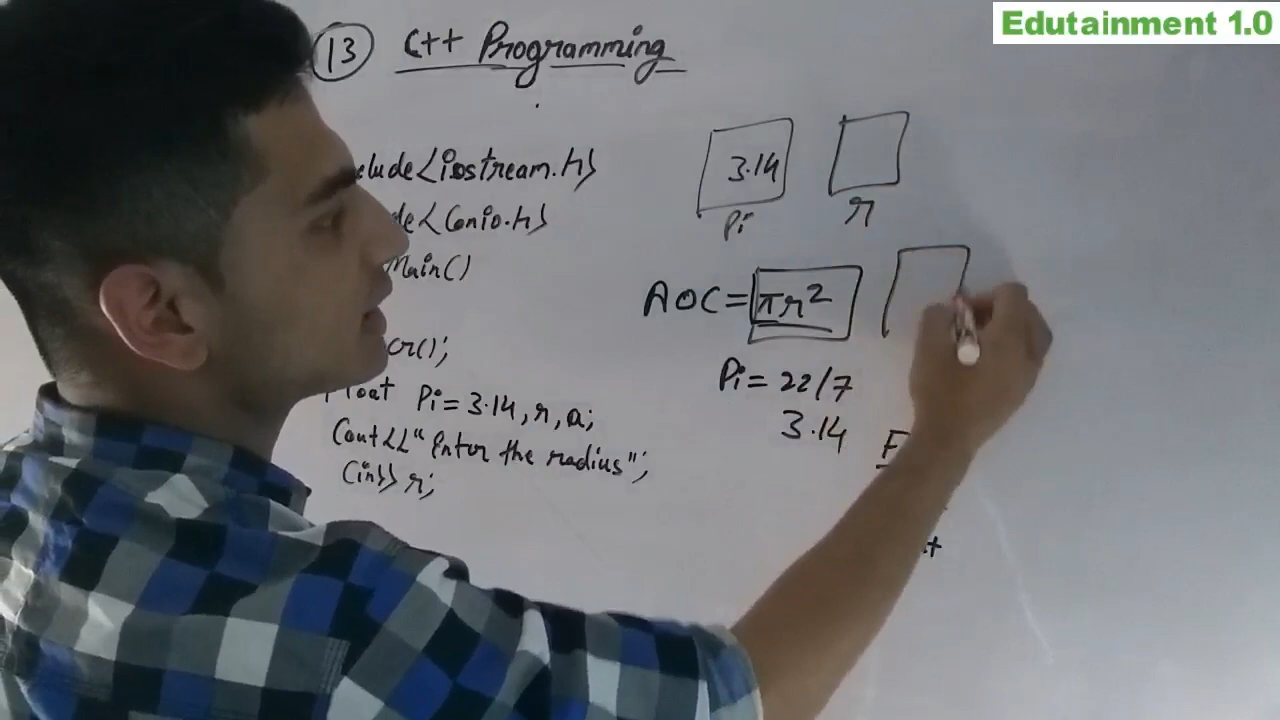 Edutainment 1.0
13 C++ Programming
clude<iostream.h>
de<Conio.h>
Main()
cr();
float Pi= 3.14, r, a;
Cout<<"Enter the radius";
Cin>> r;
3.14
Pi
r
AOC= πr2
Pi= 22/7
3.14